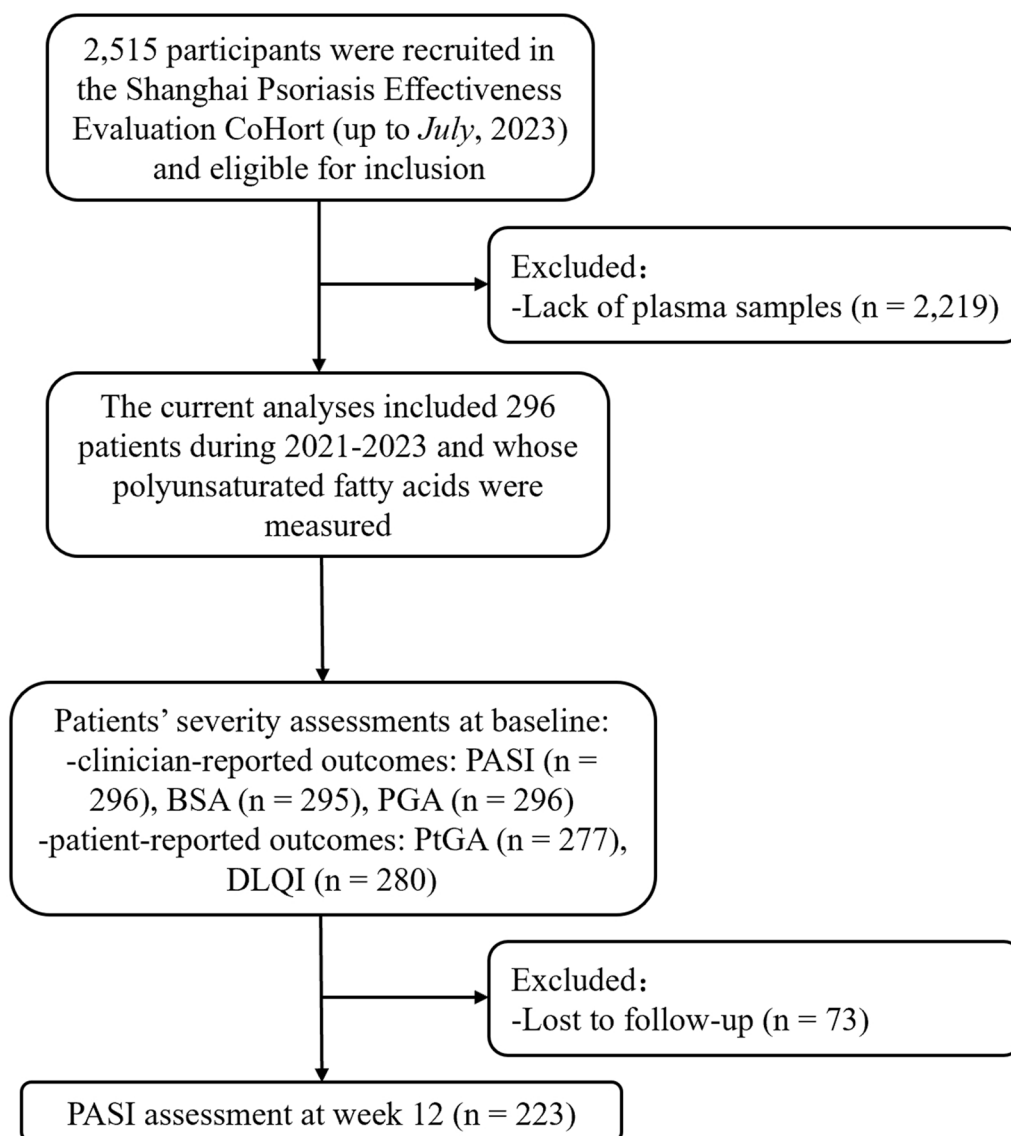 2,515 participants were recruited in
the Shanghai Psoriasis Effectiveness
Evaluation CoHort (up to July, 2023)
and eligible for inclusion
Excluded:
-Lack of plasma samples (n = 2,219)
The current analyses included 296
patients during 2021-2023 and whose
polyunsaturated fatty acids were
measured
Patients’ severity assessments at baseline:
-clinician-reported outcomes: PASI (n =
296), BSA (n = 295), PGA (n = 296)
-patient-reported outcomes: PtGA (n = 277),
DLQI (n = 280)
Excluded:
-Lost to follow-up (n = 73)
PASI assessment at week 12 (n = 223)